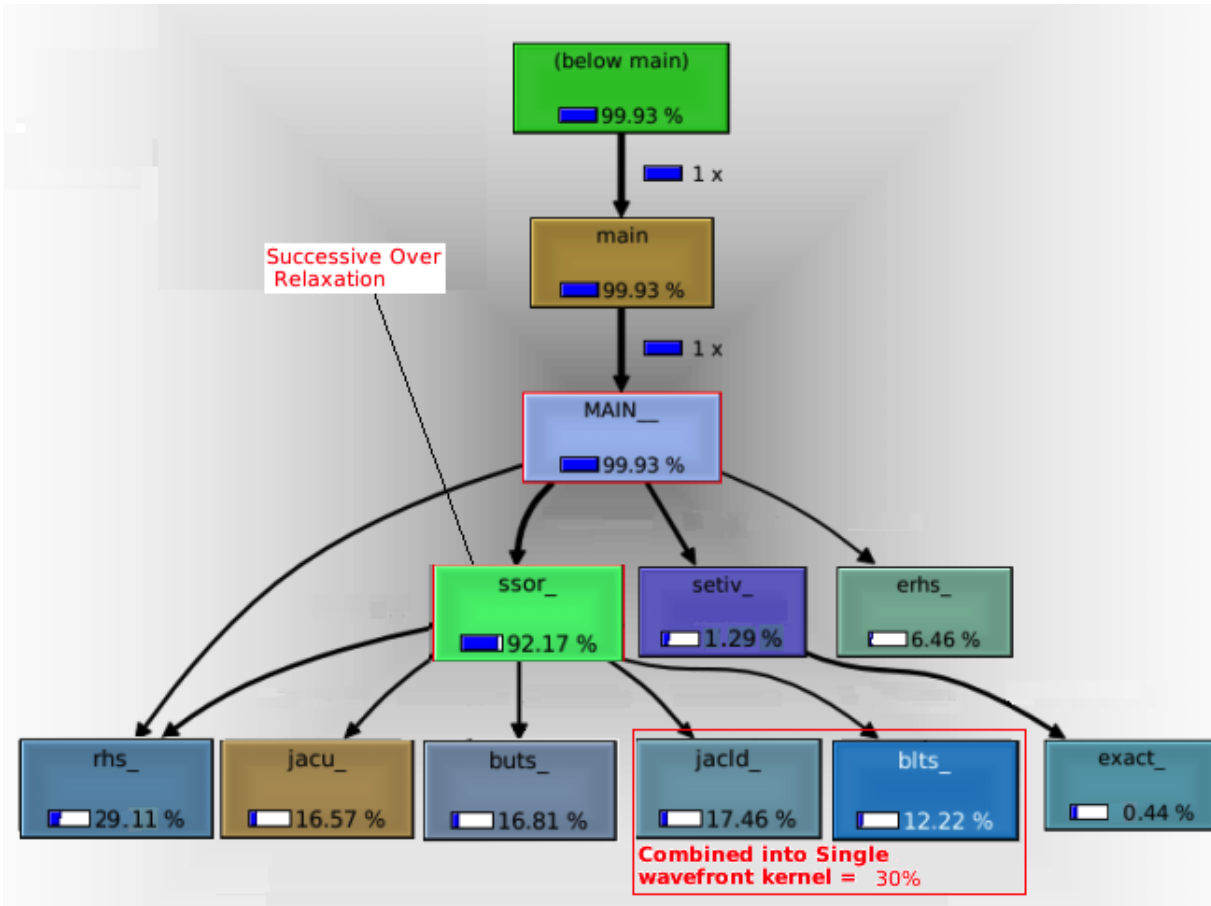 (below main)
99.93 %
1 x
main
99.93 %
Successive Over
Relaxation
1 x
MAIN__
99.93 %
ssor_
92.17 %
setiv_
1.29 %
erhs_
6.46 %
rhs_
29.11 %
jacu_
16.57 %
buts_
16.81 %
jacld_
17.46 %
blts_
12.22 %
exact_
0.44 %
Combined into Single
wavefront kernel = 30%